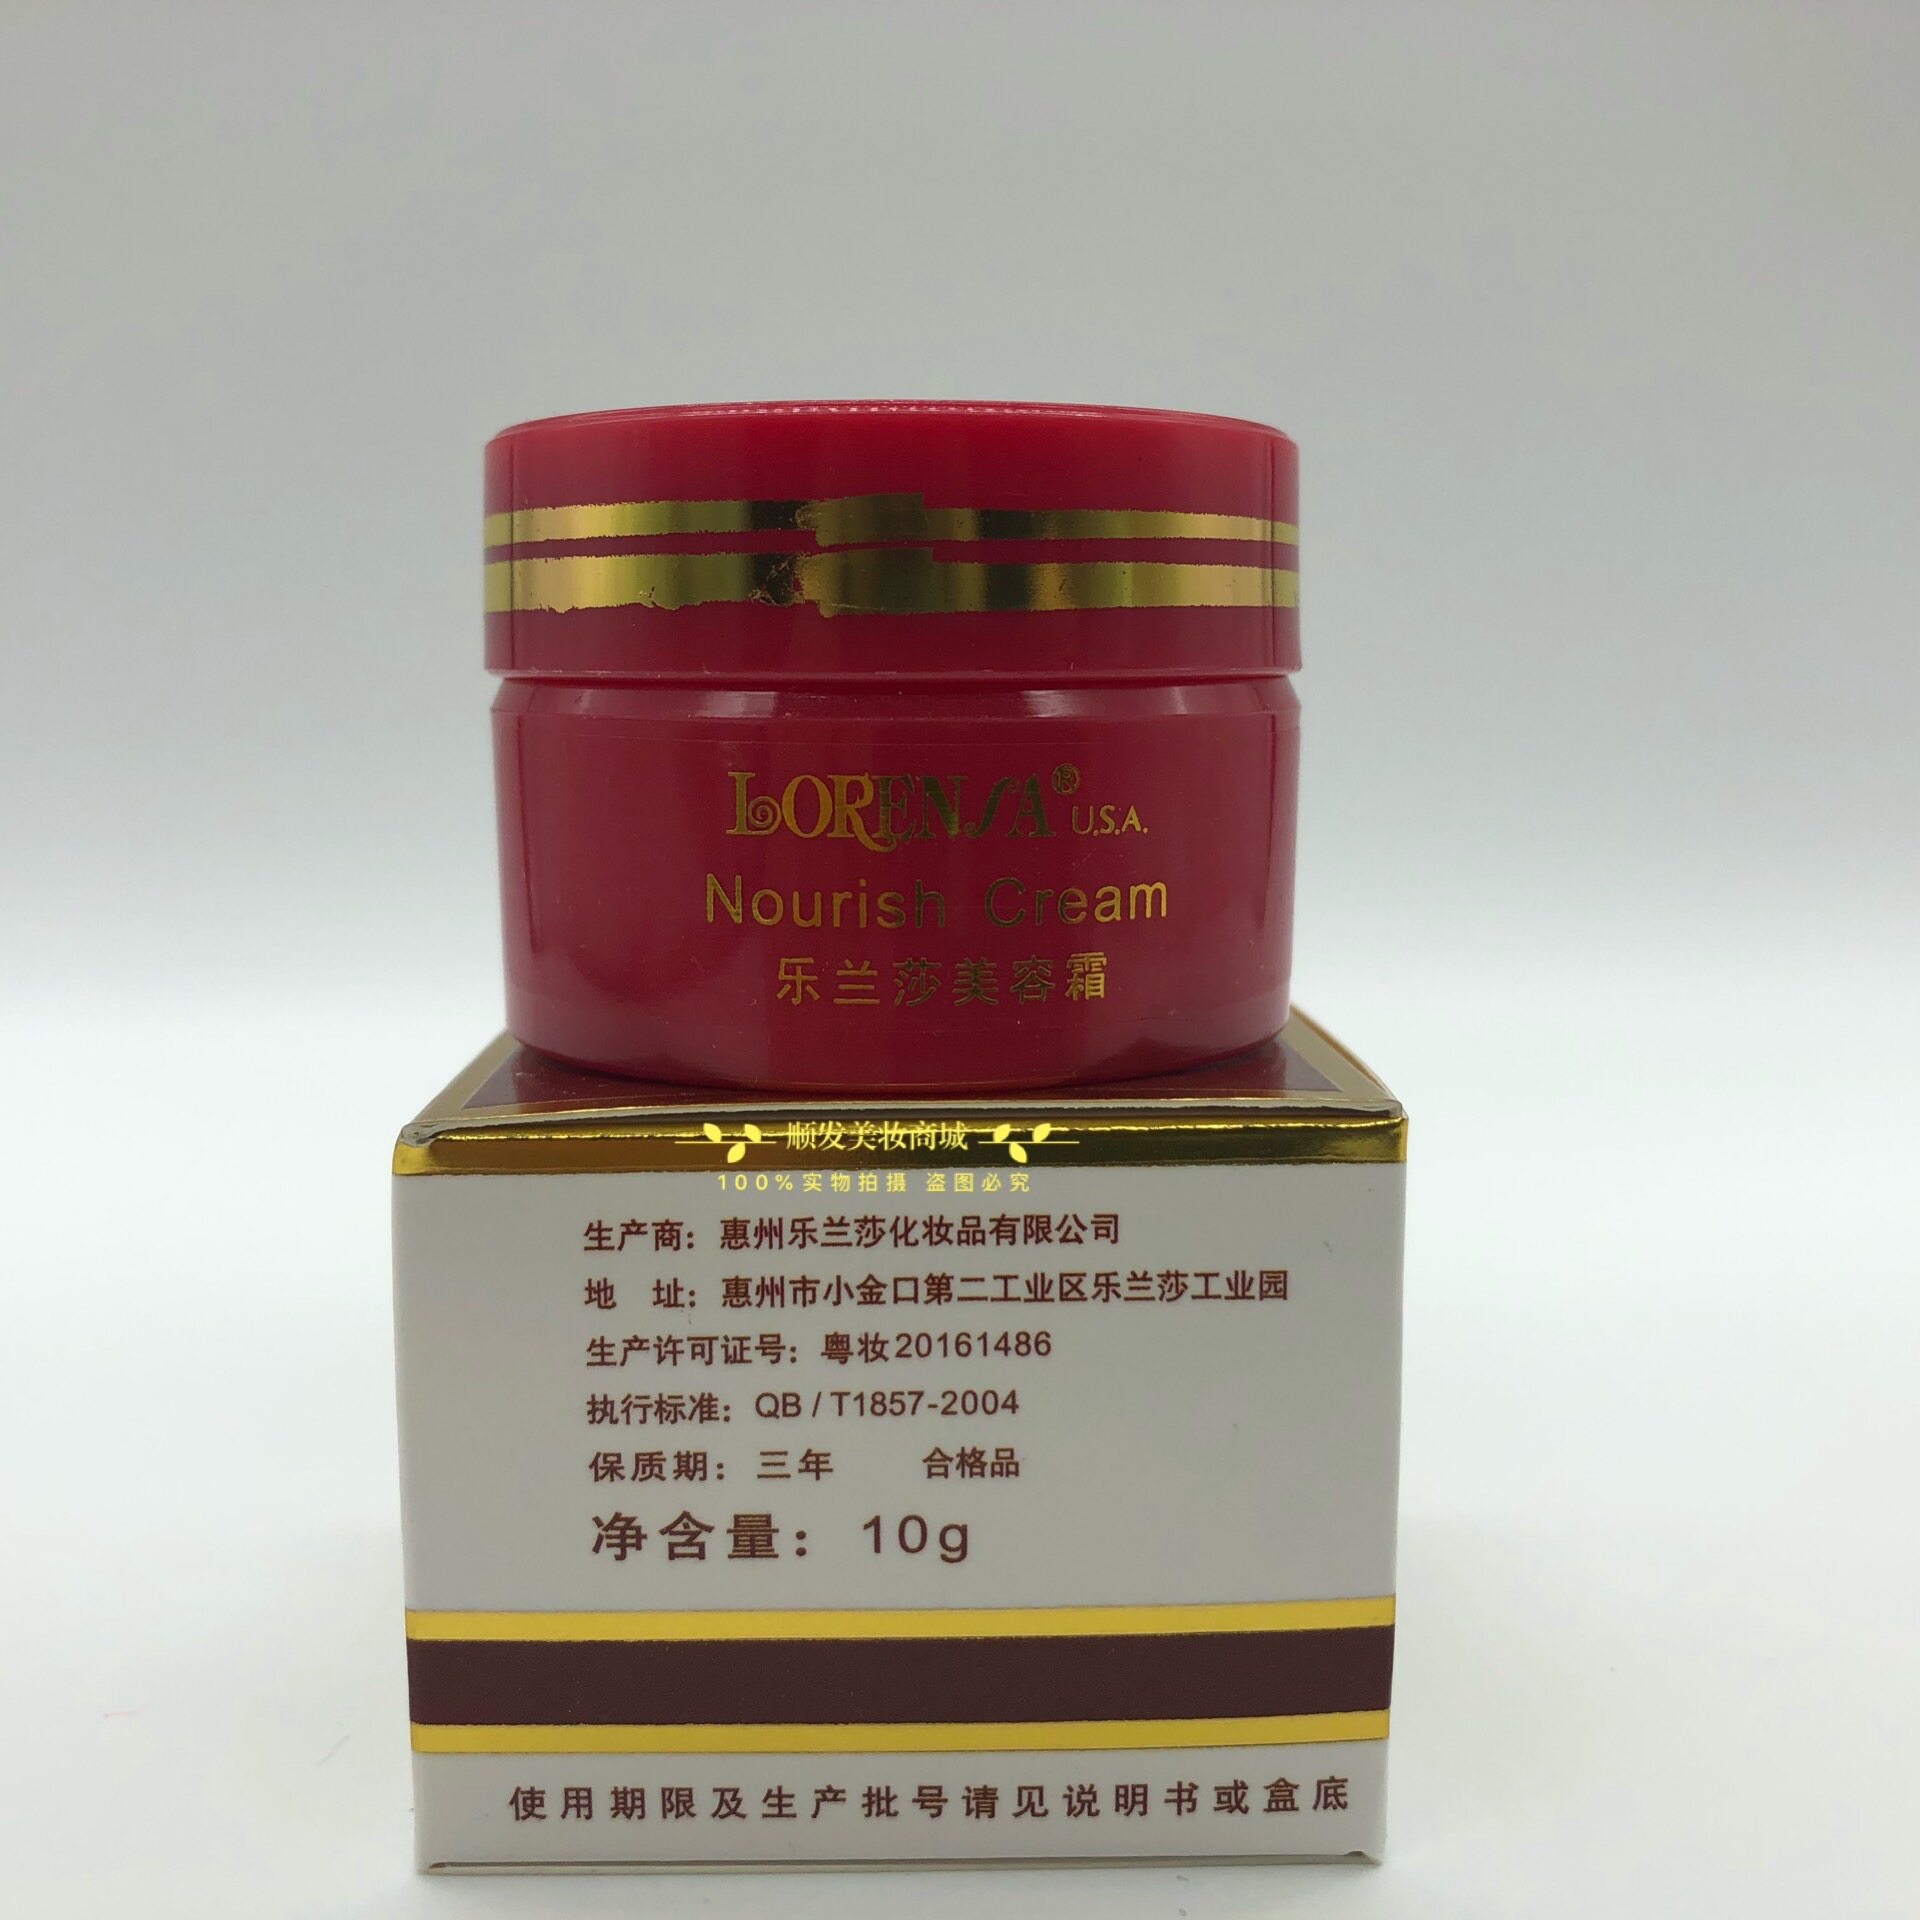 LORENSA® U.S.A.
Nourish Cream
乐兰莎美容霜
顺发美妆商城
100%实物拍摄 盗图必究
生产商：惠州乐兰莎化妆品有限公司
地 址：惠州市小金口第二工业区乐兰莎工业园
生产许可证号：粤妆20161486
执行标准：QB/T1857-2004
保质期：三年 合格品
净含量：10g
使用期限及生产批号请见说明书或盒底